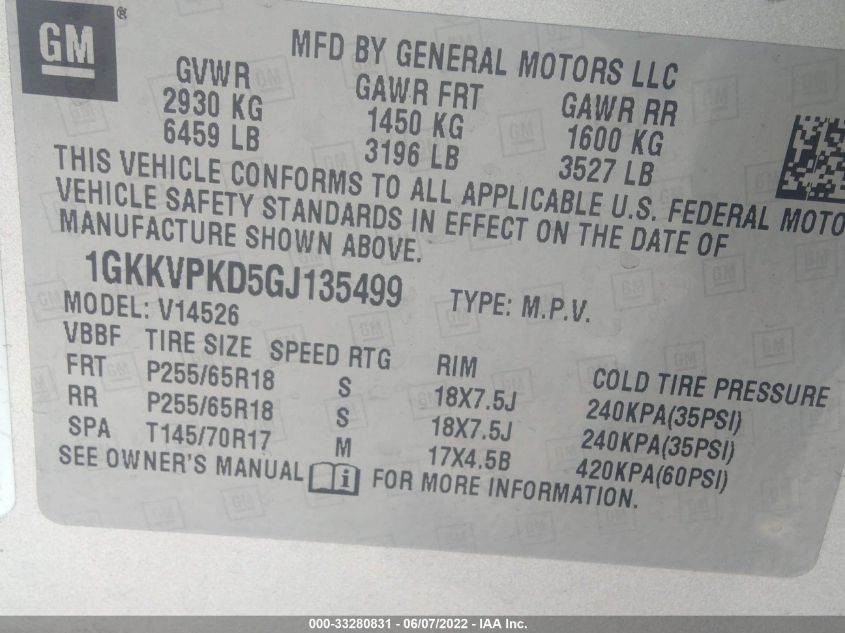 GM ®
MFD BY GENERAL MOTORS LLC
GVWR GAWR FRT GAWR RR
2930 KG 1450 KG 1600 KG
6459 LB 3196 LB 3527 LB
THIS VEHICLE CONFORMS TO ALL APPLICABLE U.S. FEDERAL MOTO
VEHICLE SAFETY STANDARDS IN EFFECT ON THE DATE OF
MANUFACTURE SHOWN ABOVE.
1GKKVPKD5GJ135499 TYPE: M.P.V.
MODEL: V14526
VBBF TIRE SIZE SPEED RTG RIM COLD TIRE PRESSURE
FRT P255/65R18 S 18X7.5J 240KPA(35PSI)
RR P255/65R18 S 18X7.5J 240KPA(35PSI)
SPA T145/70R17 M 17X4.5B 420KPA(60PSI)
SEE OWNER'S MANUAL i FOR MORE INFORMATION.
000-33280831 - 06/07/2022 - IAA Inc.